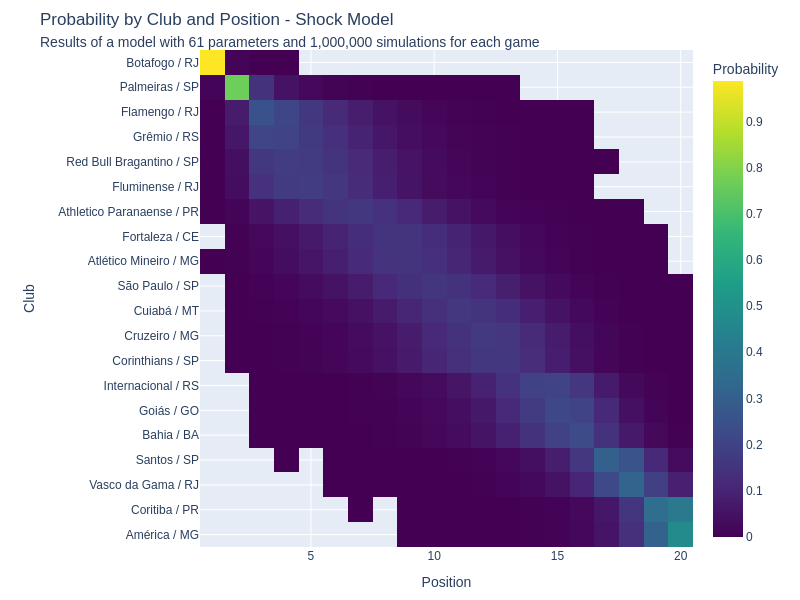 Probability by Club and Position - Shock Model
Results of a model with 61 parameters and 1,000,000 simulations for each game
Probability
Botafogo / RJ
Palmeiras / SP
Flamengo / RJ
Grêmio / RS
Red Bull Bragantino / SP
Fluminense / RJ
Athletico Paranaense / PR
Fortaleza / CE
Atlético Mineiro / MG
São Paulo / SP
Cuiabá / MT
Cruzeiro / MG
Corinthians / SP
Internacional / RS
Goiás / GO
Bahia / BA
Santos / SP
Vasco da Gama / RJ
Coritiba / PR
América / MG
Club
5
10
15
20
Position
0.9
0.8
0.7
0.6
0.5
0.4
0.3
0.2
0.1
0